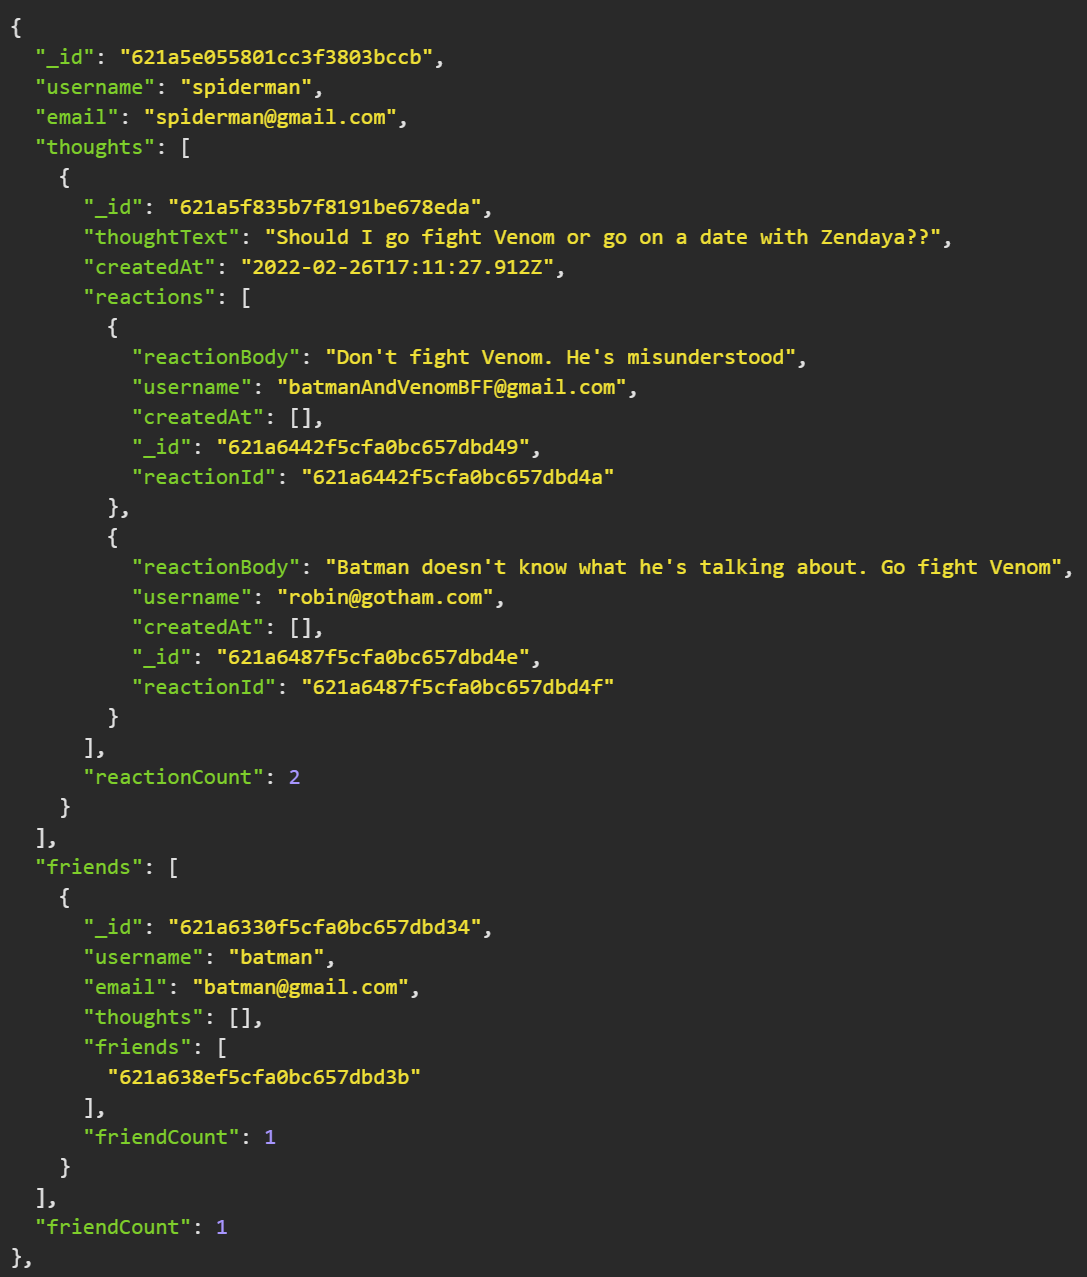 {
  "_id": "621a5e055801cc3f3803bccb",
  "username": "spiderman",
  "email": "spiderman@gmail.com",
  "thoughts": [
    {
      "_id": "621a5f835b7f8191be678eda",
      "thoughtText": "Should I go fight Venom or go on a date with Zendaya??",
      "createdAt": "2022-02-26T17:11:27.912Z",
      "reactions": [
        {
          "reactionBody": "Don't fight Venom. He's misunderstood",
          "username": "batmanAndVenomBFF@gmail.com",
          "createdAt": [],
          "_id": "621a6442f5cfa0bc657dbd49",
          "reactionId": "621a6442f5cfa0bc657dbd4a"
        },
        {
          "reactionBody": "Batman doesn't know what he's talking about. Go fight Venom",
          "username": "robin@gotham.com",
          "createdAt": [],
          "_id": "621a6487f5cfa0bc657dbd4e",
          "reactionId": "621a6487f5cfa0bc657dbd4f"
        }
      ],
      "reactionCount": 2
    }
  ],
  "friends": [
    {
      "_id": "621a6330f5cfa0bc657dbd34",
      "username": "batman",
      "email": "batman@gmail.com",
      "thoughts": [],
      "friends": [
        "621a638ef5cfa0bc657dbd3b"
      ],
      "friendCount": 1
    }
  ],
  "friendCount": 1
},